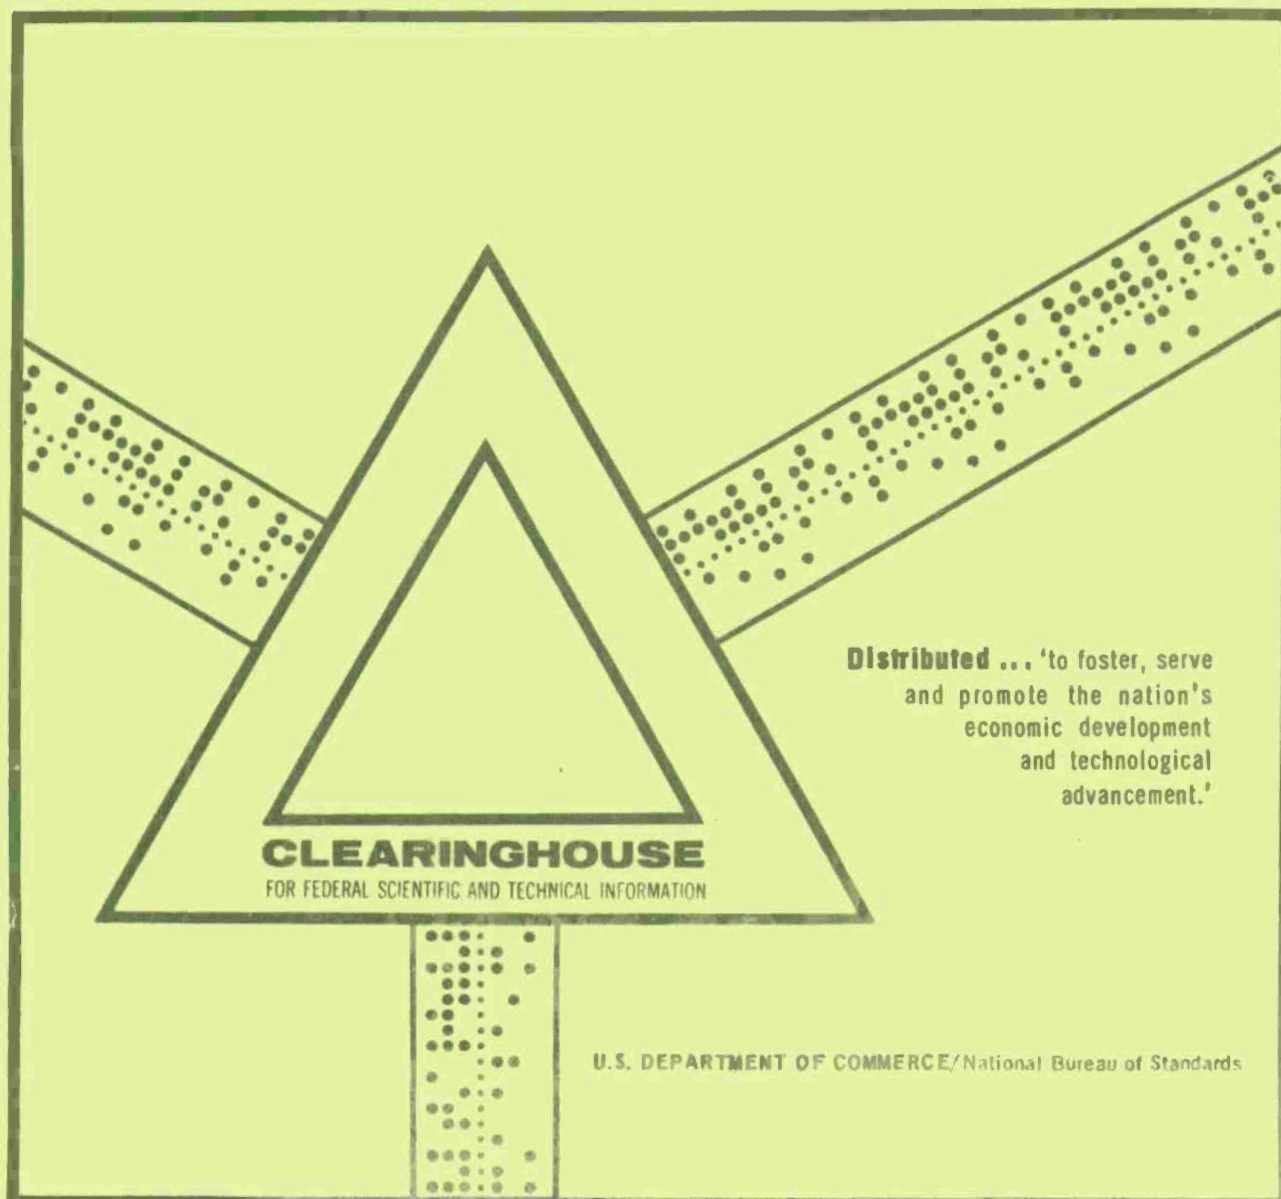 Distributed ... 'to foster, serve
and promote the nation's
economic development
and technological
advancement.'
CLEARINGHOUSE
FOR FEDERAL SCIENTIFIC AND TECHNICAL INFORMATION
U.S. DEPARTMENT OF COMMERCE/National Bureau of Standards